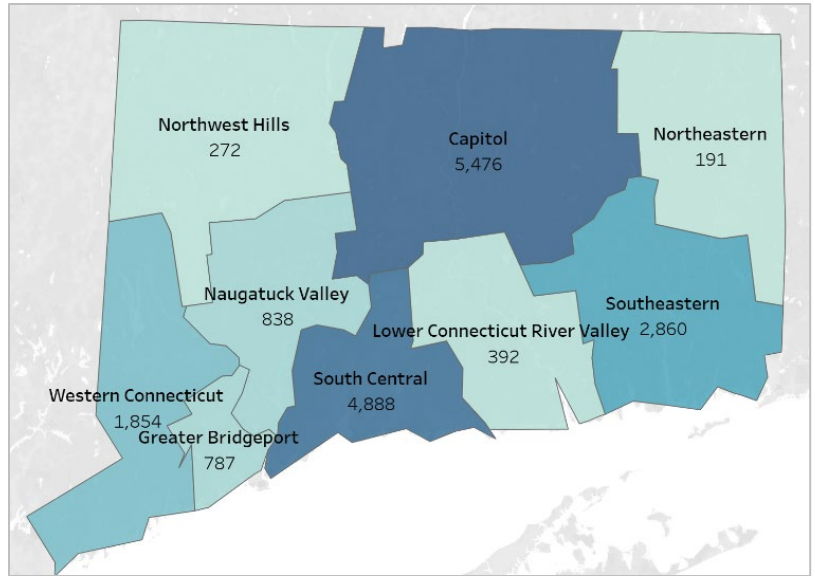 Northwest Hills
272
Capitol
5,476
Northeastern
191
Naugatuck Valley
838
Lower Connecticut River Valley
392
Southeastern
2,860
Western Connecticut
1,854
South Central
4,888
Greater Bridgeport
787